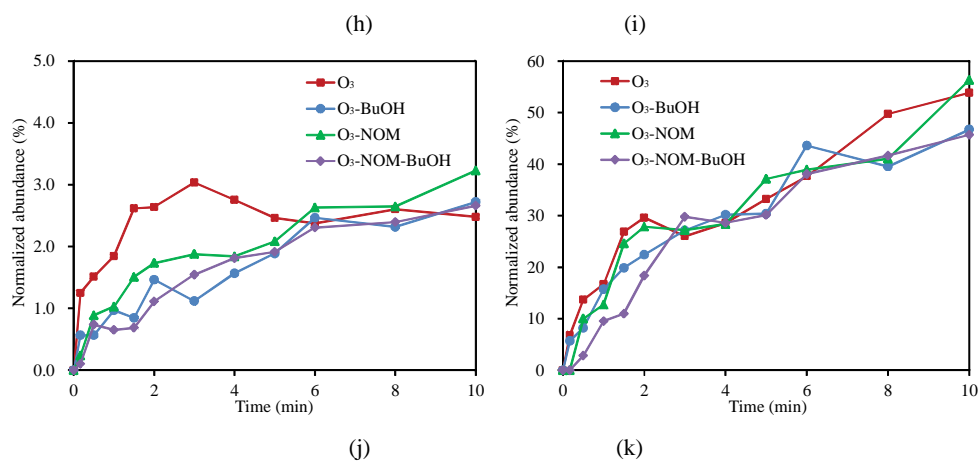 (h) (i)
5.0
4.0
3.0
2.0
1.0
0.0
Normalized abundance (%)
O₃
O₃-BuOH
O₃-NOM
O₃-NOM-BuOH
0 2 4 6 8 10
Time (min)
60
50
40
30
20
10
0
Normalized abundance (%)
O₃
O₃-BuOH
O₃-NOM
O₃-NOM-BuOH
0 2 4 6 8 10
Time (min)
(j) (k)